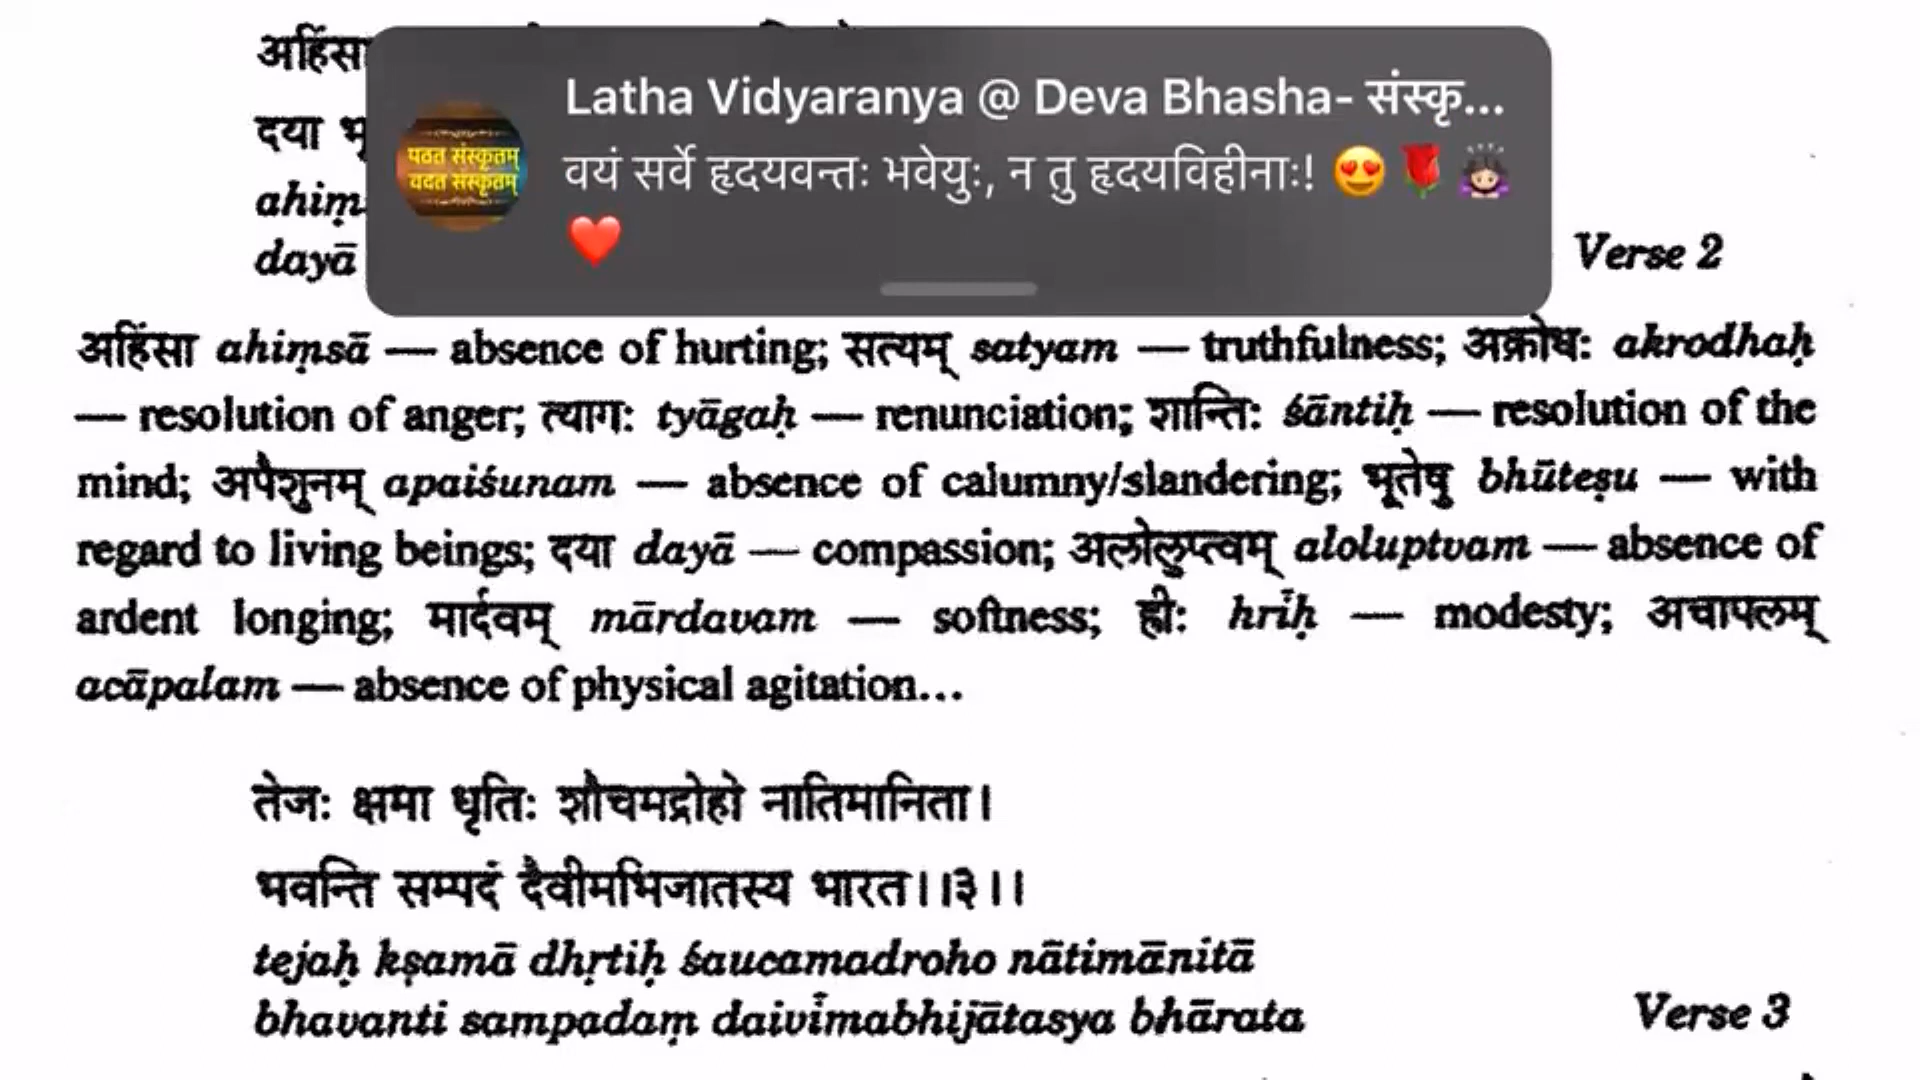 अहिंसा
Latha Vidyaranya @ Deva Bhasha- संस्कृ...
पठत संस्कृतम्
वदत संस्कृतम्
वयं सर्वे हृदयवन्तः भवेयुः, न तु हृदयविहीनाः! 😍🌹🙇🏻‍♀️
❤️
दया
dayā
Verse 2
अहिंसा ahiṃsā — absence of hurting; सत्यम् satyam — truthfulness; अक्रोध: akrodhaḥ
— resolution of anger; त्याग: tyāgaḥ — renunciation; शान्ति: śāntiḥ — resolution of the
mind; अपैशुनम् apaiśunam — absence of calumny/slandering; भूतेषु bhūteṣu — with
regard to living beings; दया dayā — compassion; अलोलुप्त्वम् aloluptvam — absence of
ardent longing; मार्दवम् mārdavam — softness; ह्री: hrīḥ — modesty; अचापलम्
acāpalam — absence of physical agitation...
तेजः क्षमा धृतिः शौचमद्रोहो नातिमानिता।
भवन्ति सम्पदं दैवीमभिजातस्य भारत।।३।।
tejaḥ kṣamā dhṛtiḥ śaucamadroho nātimānitā
bhavanti sampadaṃ daivīmabhijātasya bhārata
Verse 3